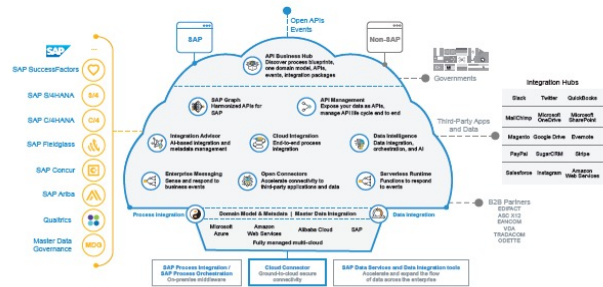 Open APIs
Events
SAP
Non-SAP
API Business Hub
Discover process blueprints,
one domain model, APIs,
events, integration packages
SAP
...
SAP SuccessFactors
SAP S/4HANA
S/4
SAP C/4HANA
C/4
SAP Fieldglass
SAP Concur
C
SAP Ariba
Qualtrics
Master Data
Governance
MDG
SAP Graph
Harmonized APIs for
SAP
API Management
Expose your data as APIs,
manage API life cycle end to end
Integration Advisor
AI-based integration and
metadata management
Cloud Integration
End-to-end process
integration
Data Intelligence
Data integration,
orchestration, and AI
Enterprise Messaging
Sense and respond to
business events
Open Connectors
Accelerate connectivity to
third-party applications and data
Serverless Runtime
Functions to respond
to events
Process Integration
Domain Model & Metadata | Master Data Integration
Data Integration
Microsoft
Azure
Amazon
Web Services
Alibaba Cloud
SAP
Fully managed multi-cloud
SAP Process Integration /
SAP Process Orchestration
On-premise middleware
Cloud Connector
Ground-to-cloud secure
connectivity
SAP Data Services and Data Integration tools
Accelerate and expand the flow
of data across the enterprise
Governments
Third-Party Apps
and Data
Integration Hubs
Slack
Twitter
QuickBooks
MailChimp
Microsoft
OneDrive
Microsoft
SharePoint
Magento
Google Drive
Evernote
PayPal
SugarCRM
Stripe
Salesforce
Instagram
Amazon
Web Services
B2B Partners
EDIFACT
ASC X12
EANCOM
VDA
TRADACOM
ODETTE